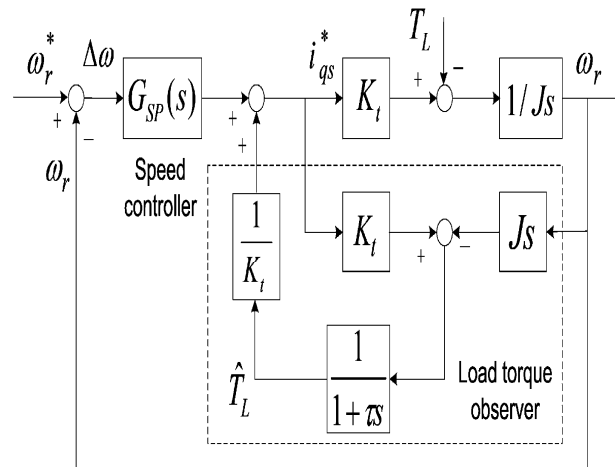 ω_r^*
Δω
G_SP(s)
i_qs^*
K_t
T_L
1/Js
ω_r
+
−
+
+
+
−
ω_r
Speed
controller
1/K_t
K_t
+
−
Js
T̂_L
1/(1+τs)
Load torque
observer